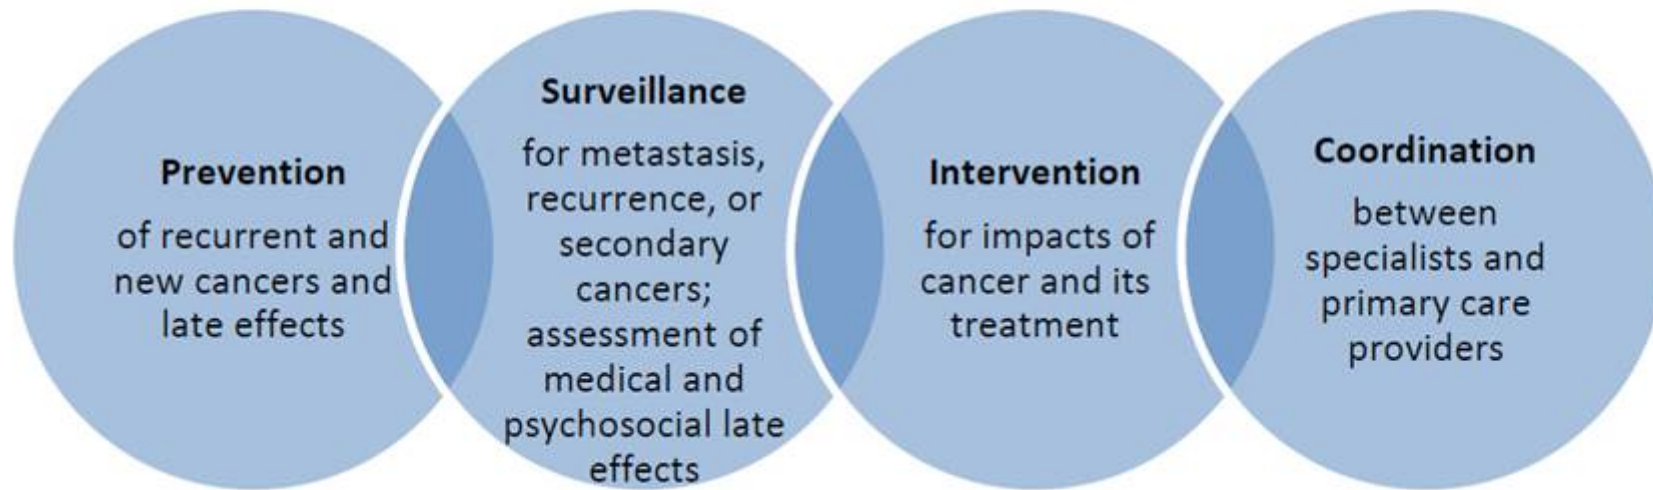 Prevention
of recurrent and
new cancers and
late effects
Surveillance
for metastasis,
recurrence, or
secondary
cancers;
assessment of
medical and
psychosocial late
effects
Intervention
for impacts of
cancer and its
treatment
Coordination
between
specialists and
primary care
providers